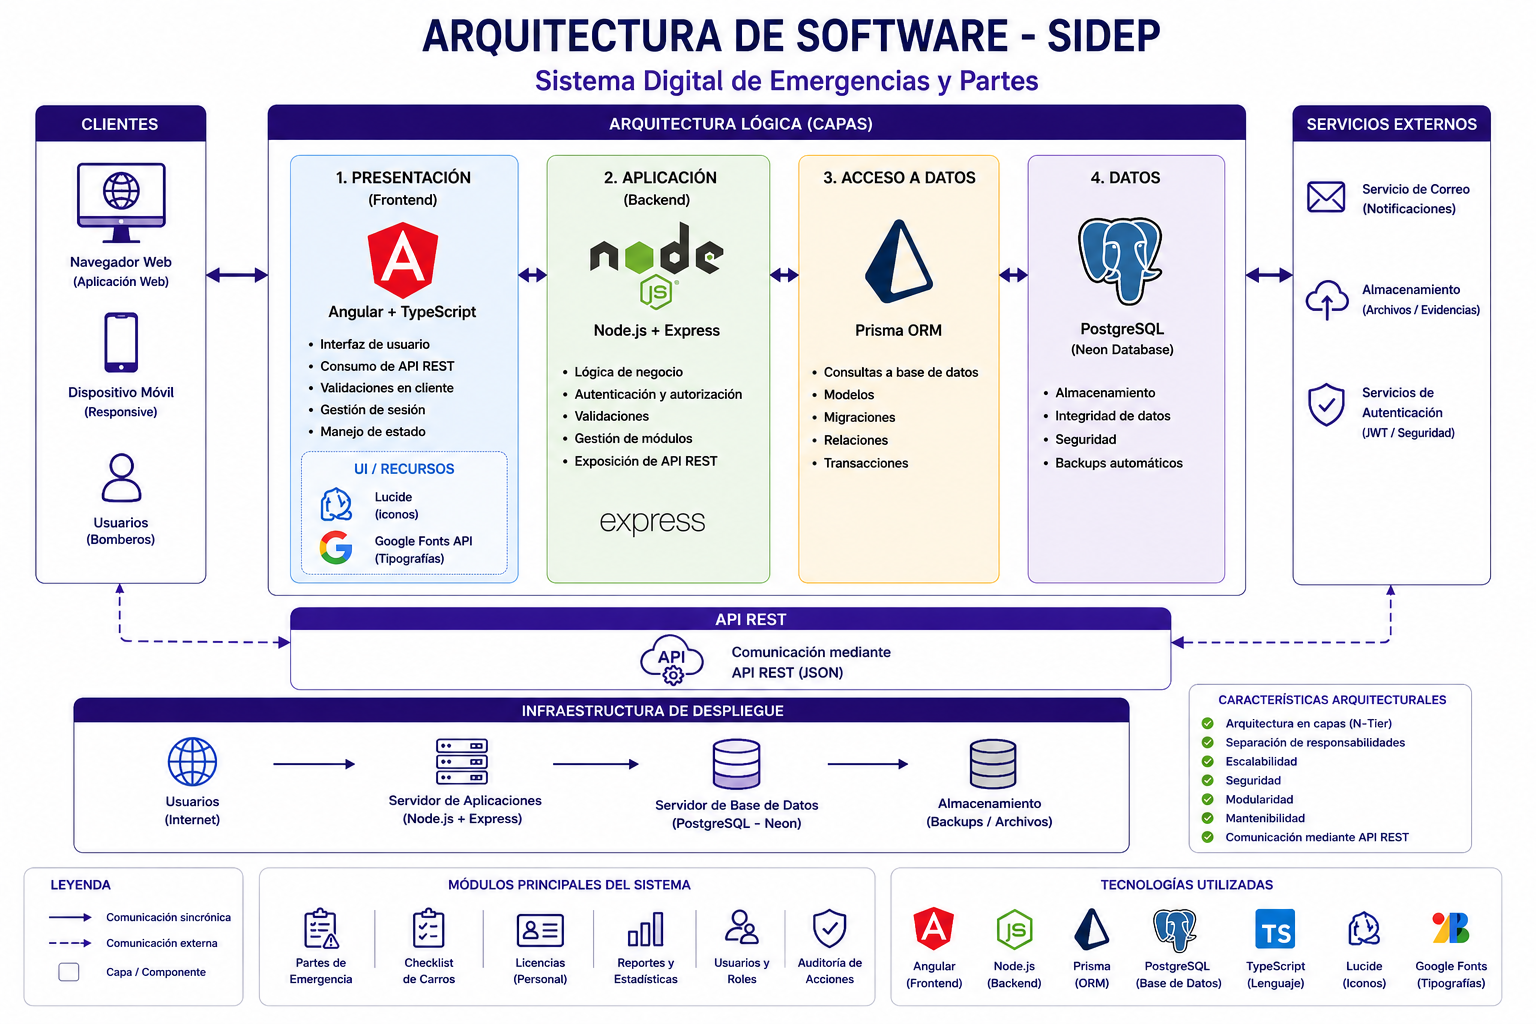 ARQUITECTURA DE SOFTWARE - SIDEP
Sistema Digital de Emergencias y Partes
CLIENTES
Navegador Web
(Aplicación Web)
Dispositivo Móvil
(Responsive)
Usuarios
(Bomberos)
ARQUITECTURA LÓGICA (CAPAS)
1. PRESENTACIÓN
(Frontend)
Angular + TypeScript
• Interfaz de usuario
• Consumo de API REST
• Validaciones en cliente
• Gestión de sesión
• Manejo de estado
UI / RECURSOS
Lucide
(iconos)
Google Fonts API
(Tipografías)
2. APLICACIÓN
(Backend)
node
JS
Node.js + Express
• Lógica de negocio
• Autenticación y autorización
• Validaciones
• Gestión de módulos
• Exposición de API REST
express
3. ACCESO A DATOS
Prisma ORM
• Consultas a base de datos
• Modelos
• Migraciones
• Relaciones
• Transacciones
4. DATOS
PostgreSQL
(Neon Database)
• Almacenamiento
• Integridad de datos
• Seguridad
• Backups automáticos
SERVICIOS EXTERNOS
Servicio de Correo
(Notificaciones)
Almacenamiento
(Archivos / Evidencias)
Servicios de
Autenticación
(JWT / Seguridad)
API REST
API
Comunicación mediante
API REST (JSON)
INFRAESTRUCTURA DE DESPLIEGUE
Usuarios
(Internet)
Servidor de Aplicaciones
(Node.js + Express)
Servidor de Base de Datos
(PostgreSQL - Neon)
Almacenamiento
(Backups / Archivos)
CARACTERÍSTICAS ARQUITECTURALES
Arquitectura en capas (N-Tier)
Separación de responsabilidades
Escalabilidad
Seguridad
Modularidad
Mantenibilidad
Comunicación mediante API REST
LEYENDA
Comunicación sincrónica
Comunicación externa
Capa / Componente
MÓDULOS PRINCIPALES DEL SISTEMA
Partes de
Emergencia
Checklist
de Carros
Licencias
(Personal)
Reportes y
Estadísticas
Usuarios y
Roles
Auditoría de
Acciones
TECNOLOGÍAS UTILIZADAS
Angular
(Frontend)
JS
Node.js
(Backend)
Prisma
(ORM)
PostgreSQL
(Base de Datos)
TS
TypeScript
(Lenguaje)
Lucide
(Iconos)
Google Fonts
(Tipografías)